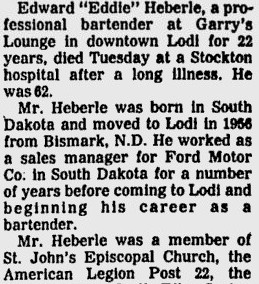 Edward "Eddie" Heberle, a pro-
fessional bartender at Garry's
Lounge in downtown Lodi for 22
years, died Tuesday at a Stockton
hospital after a long illness. He
was 62.
Mr. Heberle was born in South
Dakota and moved to Lodi in 1956
from Bismark, N.D. He worked as
a sales manager for Ford Motor
Co. in South Dakota for a number
of years before coming to Lodi and
beginning his career as a
bartender.
Mr. Heberle was a member of
St. John's Episcopal Church, the
American Legion Post 22, the